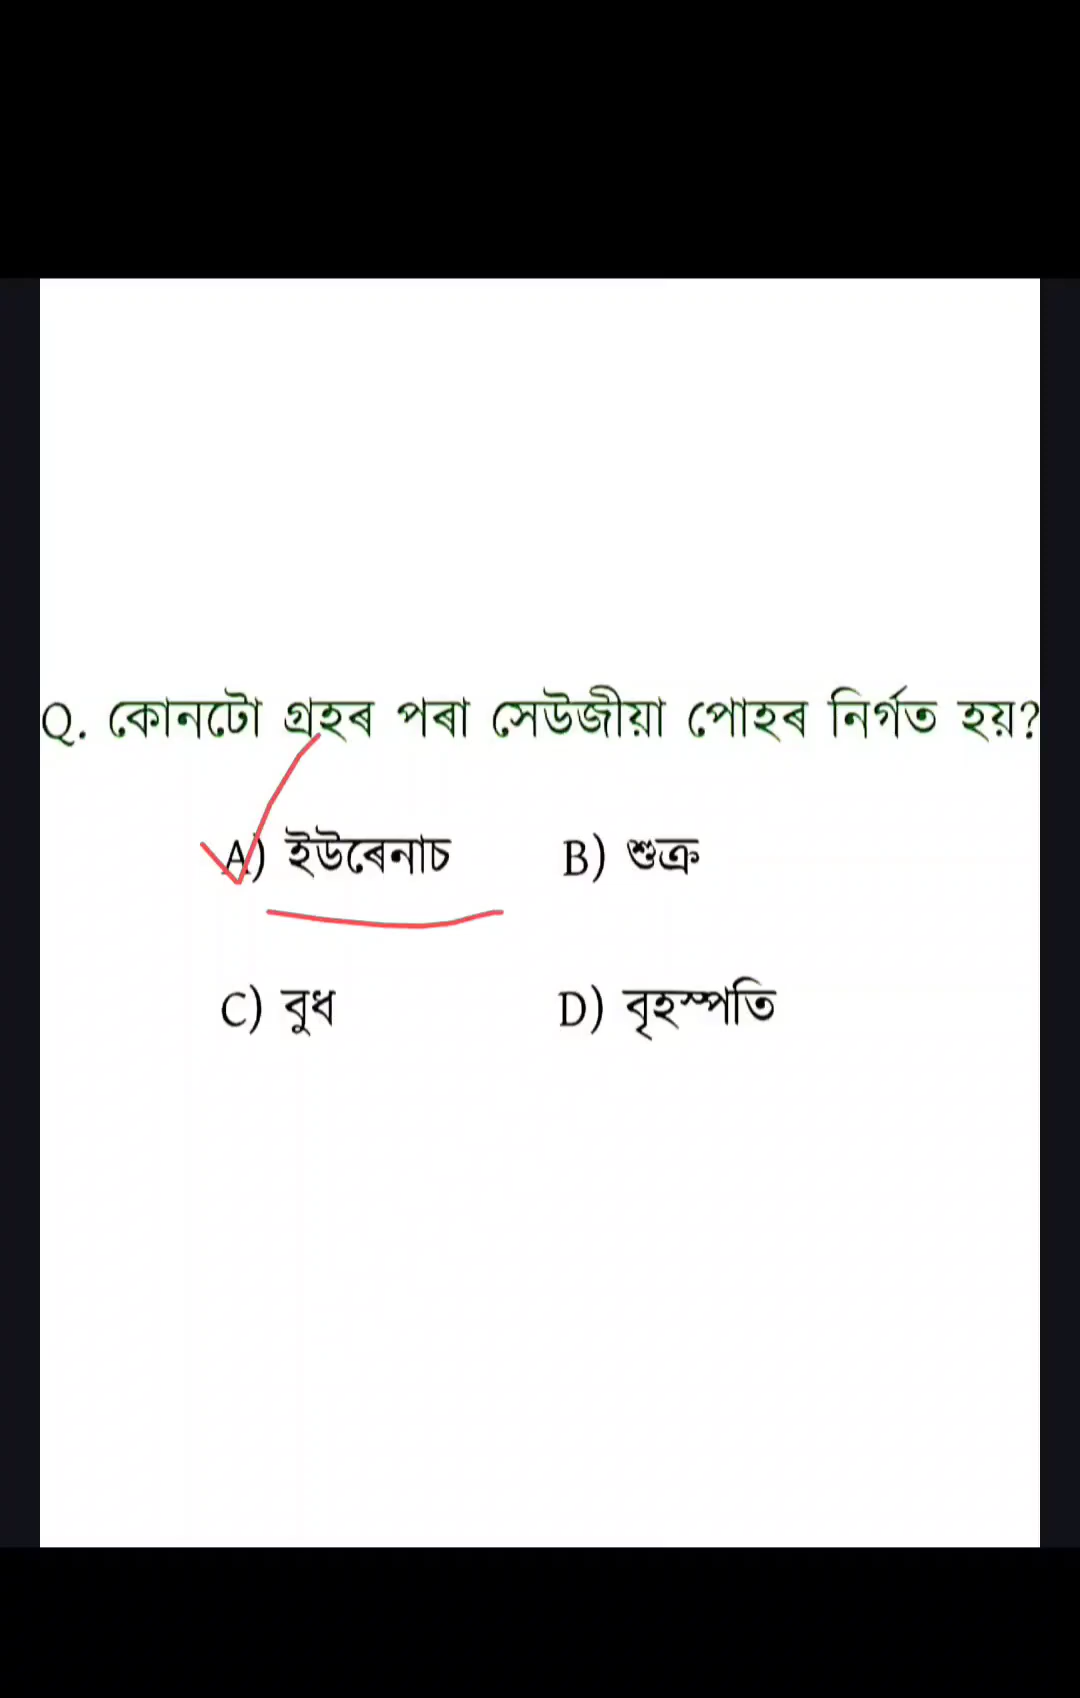 Q. কোনটো গ্ৰহৰ পৰা সেউজীয়া পোহৰ নিৰ্গত হয়?
A) ইউৰেনাচ B) শুক্ৰ
C) বুধ D) বৃহস্পতি